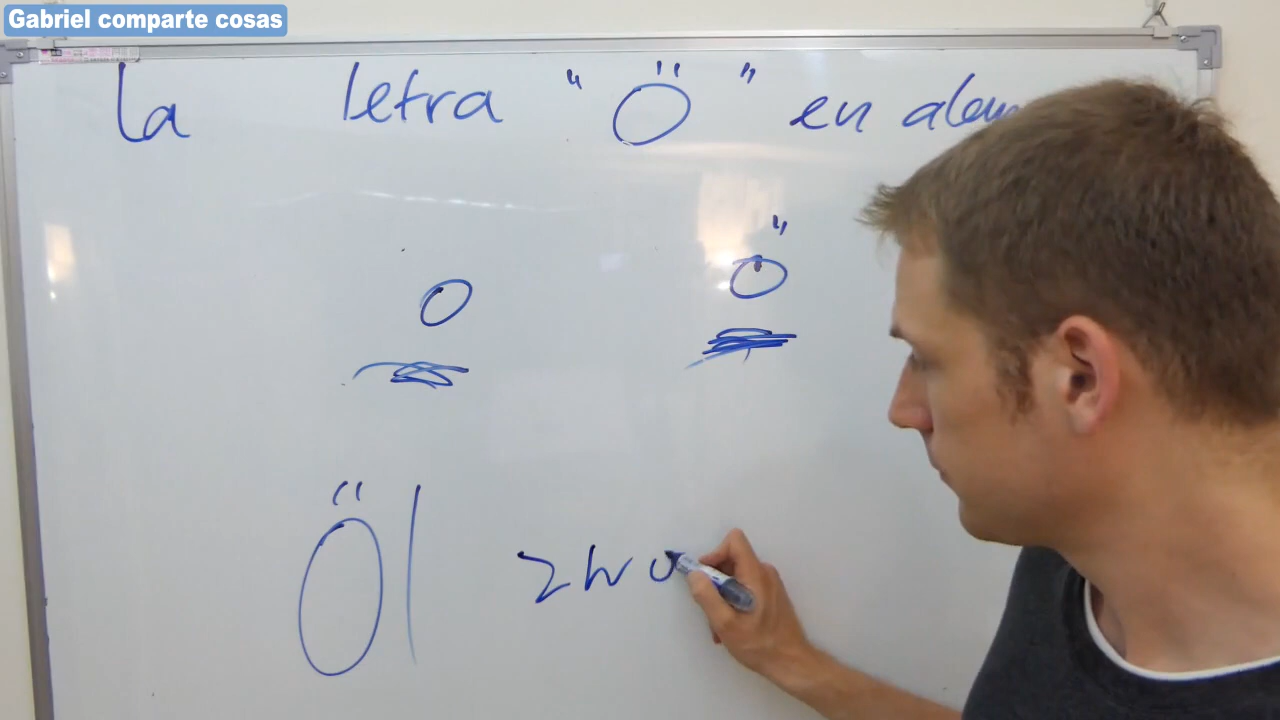 Gabriel comparte cosas
la letra "Ö" en alem
o ö
Öl zwö